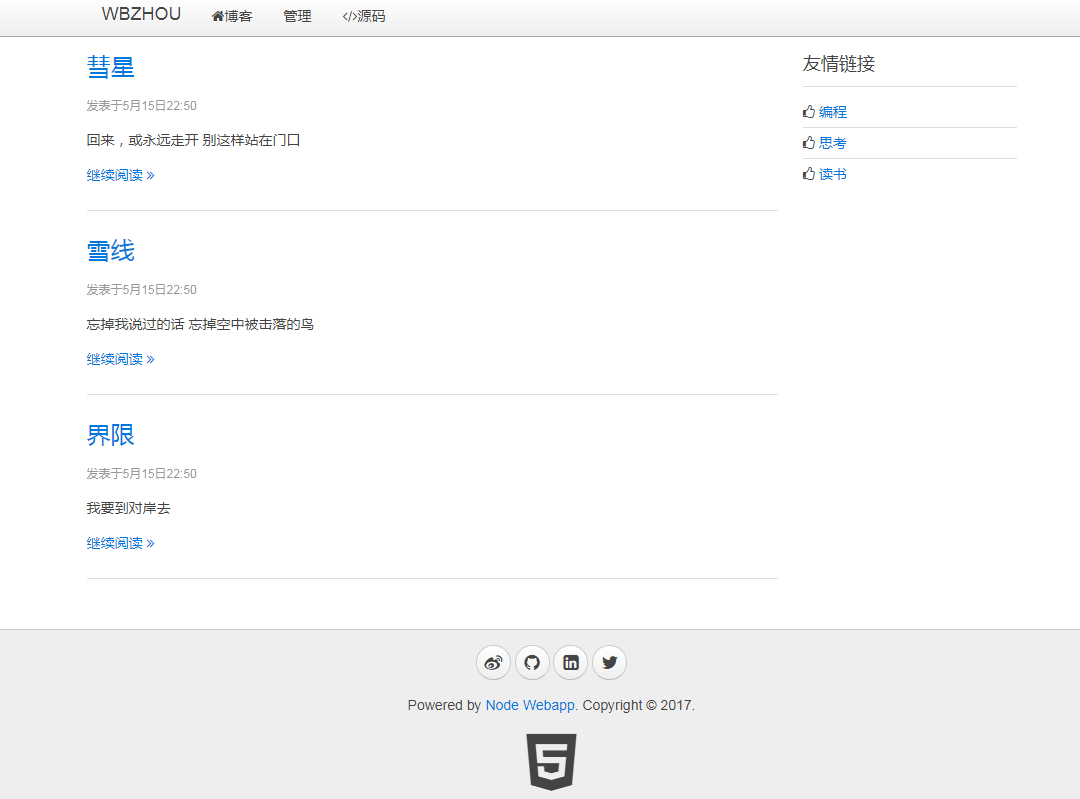 WBZHOU 博客 管理 </>源码
彗星
发表于5月15日22:50
回来，或永远走开 别这样站在门口
继续阅读 »
雪线
发表于5月15日22:50
忘掉我说过的话 忘掉空中被击落的鸟
继续阅读 »
界限
发表于5月15日22:50
我要到对岸去
继续阅读 »
友情链接
编程
思考
读书
Powered by Node Webapp. Copyright © 2017.